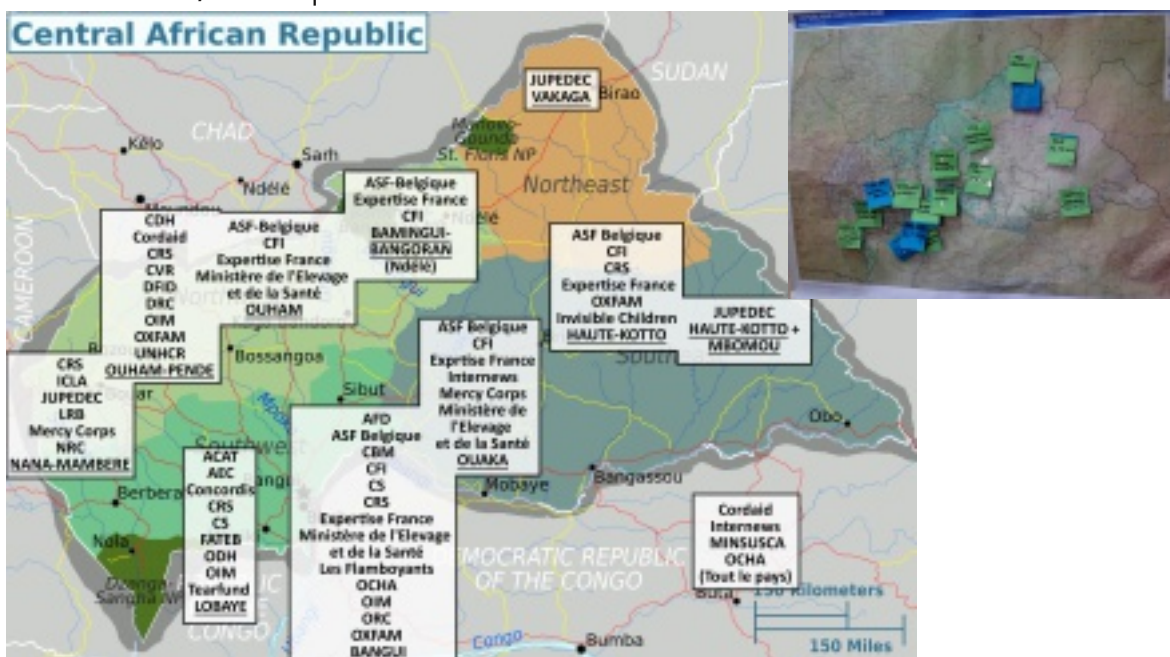 Central African Republic
JUPEDEC
VAKAGA
Birao
SUDAN
CHAD
Kêlo
Sarh
Ndélé
St. Floris NP
Northeast
ASF-Belgique
Expertise France
CFI
BAMINGUI-
BANGORAN
(Ndélé)
Ndélé
CDH
Cordaid
CRS
CVR
DFID
DRC
OIM
OXFAM
UNHCR
OUHAM-PENDE
ASF-Belgique
CFI
Expertise France
Ministère de l'Elevage
et de la Santé
OUHAM
ASF Belgique
CFI
CRS
Expertise France
OXFAM
Invisible Children
HAUTE-KOTTO
JUPEDEC
HAUTE-KOTTO +
MBOMOU
CAMEROON
CRS
ICLA
JUPEDEC
LRB
Mercy Corps
NRC
NANA-MAMBERE
Bossangoa
Sibut
ASF Belgique
CFI
Exprtise France
Internews
Mercy Corps
Ministère de
l'Elevage
et de la Santé
OUAKA
Obo
Southwest
ACAT
AEC
Concordis
CRS
CS
FATEB
ODH
OIM
Tearfund
LOBAYE
AFD
ASF Belgique
CBM
CFI
CS
CRS
Expertise France
Ministère de l'Elevage
et de la Santé
Les Flamboyants
OCHA
OIM
ORC
OXFAM
BANGUI
Mobaye
Bangassou
Berbera
Nola
Cordaid
Internews
MINSUSCA
OCHA
(Tout le pays)
DEMOCRATIC REPUBLIC
OF THE CONGO
CONGO
Congo
Bumba
150 Kilometers
150 Miles